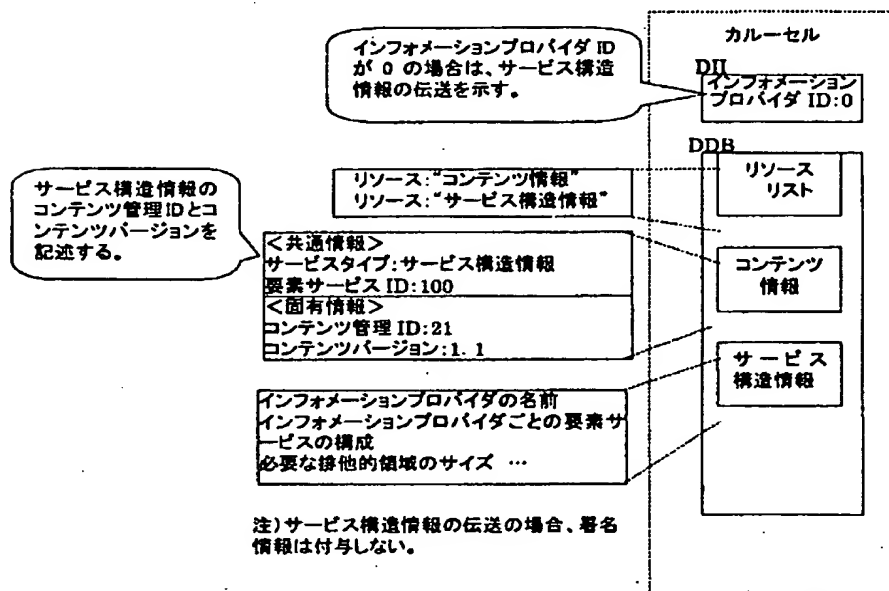 カルーセル
インフォメーションプロバイダ ID
が 0 の場合は、サービス構造
情報の伝送を示す。
DII
インフォメーション
プロバイダ ID:0
DDB
リソース
リスト
リソース:“コンテンツ情報”
リソース:“サービス構造情報”
サービス構造情報の
コンテンツ管理IDとコ
ンテンツバージョンを
記述する。
＜共通情報＞
サービスタイプ:サービス構造情報
要素サービス ID:100
＜固有情報＞
コンテンツ管理 ID:21
コンテンツバージョン:1. 1
コンテンツ
情報
サービス
構造情報
インフォメーションプロバイダの名前
インフォメーションプロバイダごとの要素サ
ービスの構成
必要な排他的領域のサイズ …
注)サービス構造情報の伝送の場合、署名
情報は付与しない。